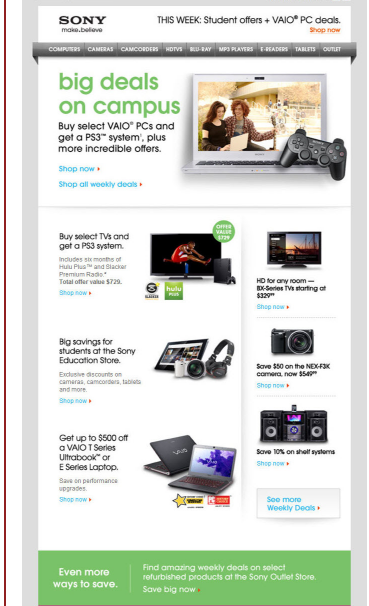 SONY
make.believe
THIS WEEK: Student offers + VAIO® PC deals.
Shop now
COMPUTERS CAMERAS CAMCORDERS HDTVS BLU-RAY MP3 PLAYERS E-READERS TABLETS OUTLET
big deals
on campus
Buy select VAIO® PCs and
get a PS3™ system¹, plus
more incredible offers.
Shop now
Shop all weekly deals
Buy select TVs and
get a PS3 system.
Includes six months of
Hulu Plus™ and Slacker
Premium Radio.*
Total offer value $729.
Shop now
OFFER
VALUE
$729
SLACKER
hulu
PLUS
HD for any room —
BX-Series TVs starting at
$329⁹⁹
Shop now
Big savings for
students at the Sony
Education Store.
Exclusive discounts on
cameras, camcorders, tablets
and more.
Shop now
Save $50 on the NEX-F3K
camera, now $549⁹⁹
Shop now
Get up to $500 off
a VAIO T Series
Ultrabook™ or
E Series Laptop.
Save on performance
upgrades.
Shop now
VAIO
Save 10% on shelf systems
Shop now
See more
Weekly Deals
Even more
ways to save.
Find amazing weekly deals on select
refurbished products at the Sony Outlet Store.
Save big now